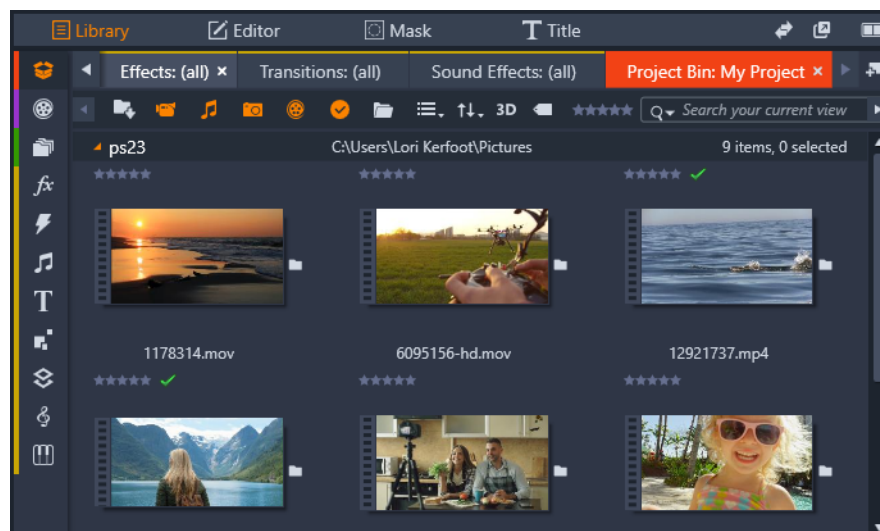 Library Editor Mask Title
Effects: (all) × Transitions: (all) Sound Effects: (all) Project Bin: My Project ×
3D Search your current view
ps23 C:\Users\Lori Kerfoot\Pictures 9 items, 0 selected
fx
T
1178314.mov 6095156-hd.mov 12921737.mp4